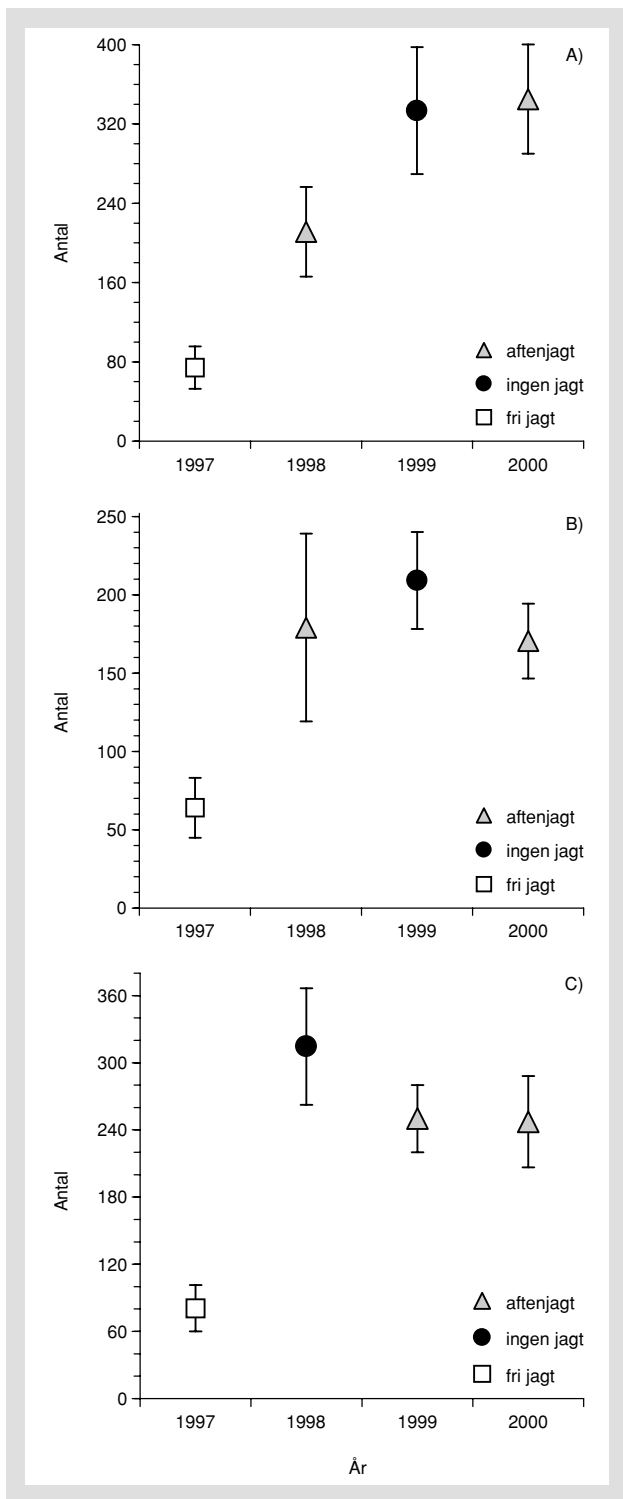 A)
400
320
240
160
80
0
Antal
aftenjagt
ingen jagt
fri jagt
1997 1998 1999 2000
B)
250
200
150
100
50
0
Antal
aftenjagt
ingen jagt
fri jagt
1997 1998 1999 2000
C)
360
300
240
180
120
60
0
Antal
aftenjagt
ingen jagt
fri jagt
1997 1998 1999 2000
År